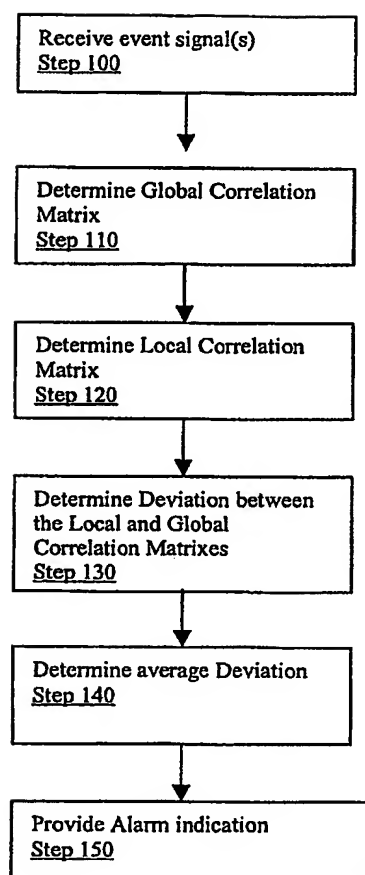 Receive event signal(s)
Step 100
Determine Global Correlation
Matrix
Step 110
Determine Local Correlation
Matrix
Step 120
Determine Deviation between
the Local and Global
Correlation Matrixes
Step 130
Determine average Deviation
Step 140
Provide Alarm indication
Step 150